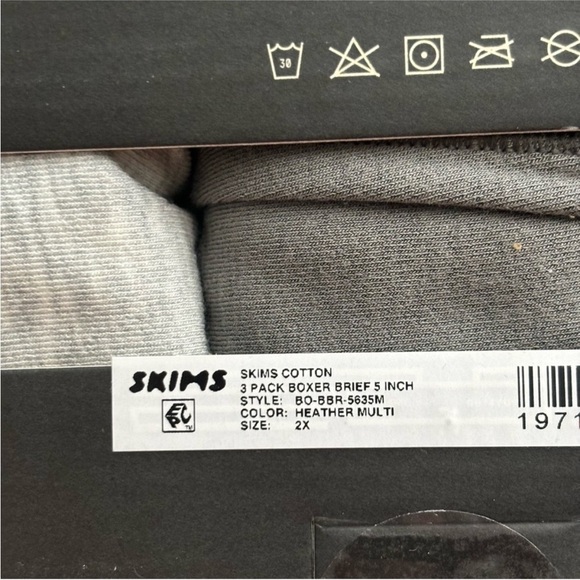 30
SKIMS
SKIMS COTTON
3 PACK BOXER BRIEF 5 INCH
STYLE: BO-BBR-5635M
COLOR: HEATHER MULTI
SIZE: 2X
1971